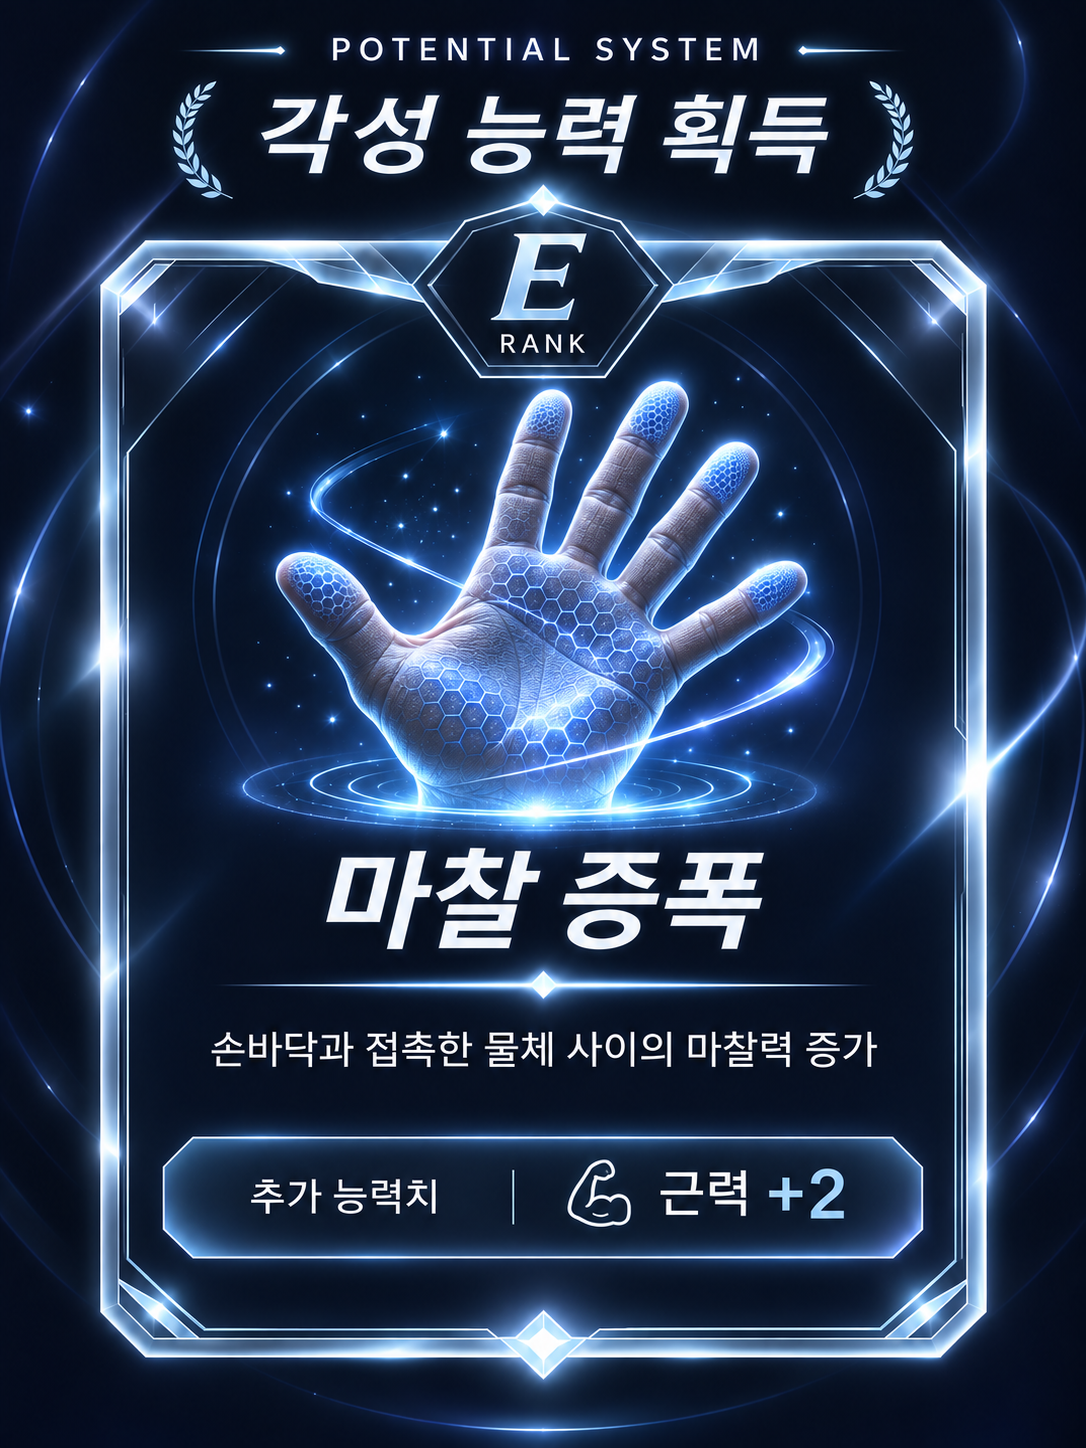 POTENTIAL SYSTEM
각성 능력 획득
E
RANK
마찰 증폭
손바닥과 접촉한 물체 사이의 마찰력 증가
추가 능력치
근력 +2